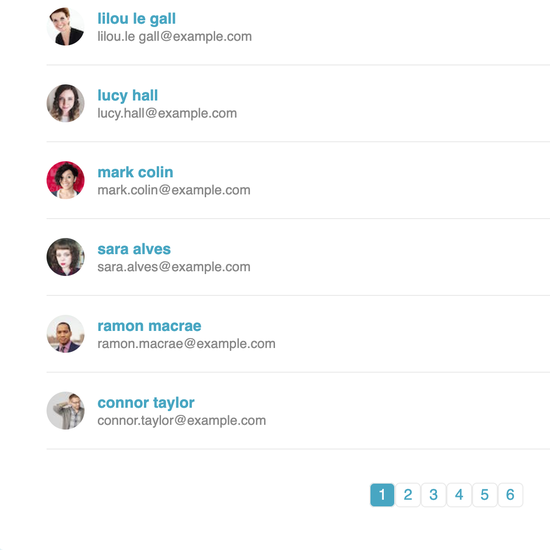 lilou le gall
lilou.le gall@example.com
lucy hall
lucy.hall@example.com
mark colin
mark.colin@example.com
sara alves
sara.alves@example.com
ramon macrae
ramon.macrae@example.com
connor taylor
connor.taylor@example.com
1 2 3 4 5 6